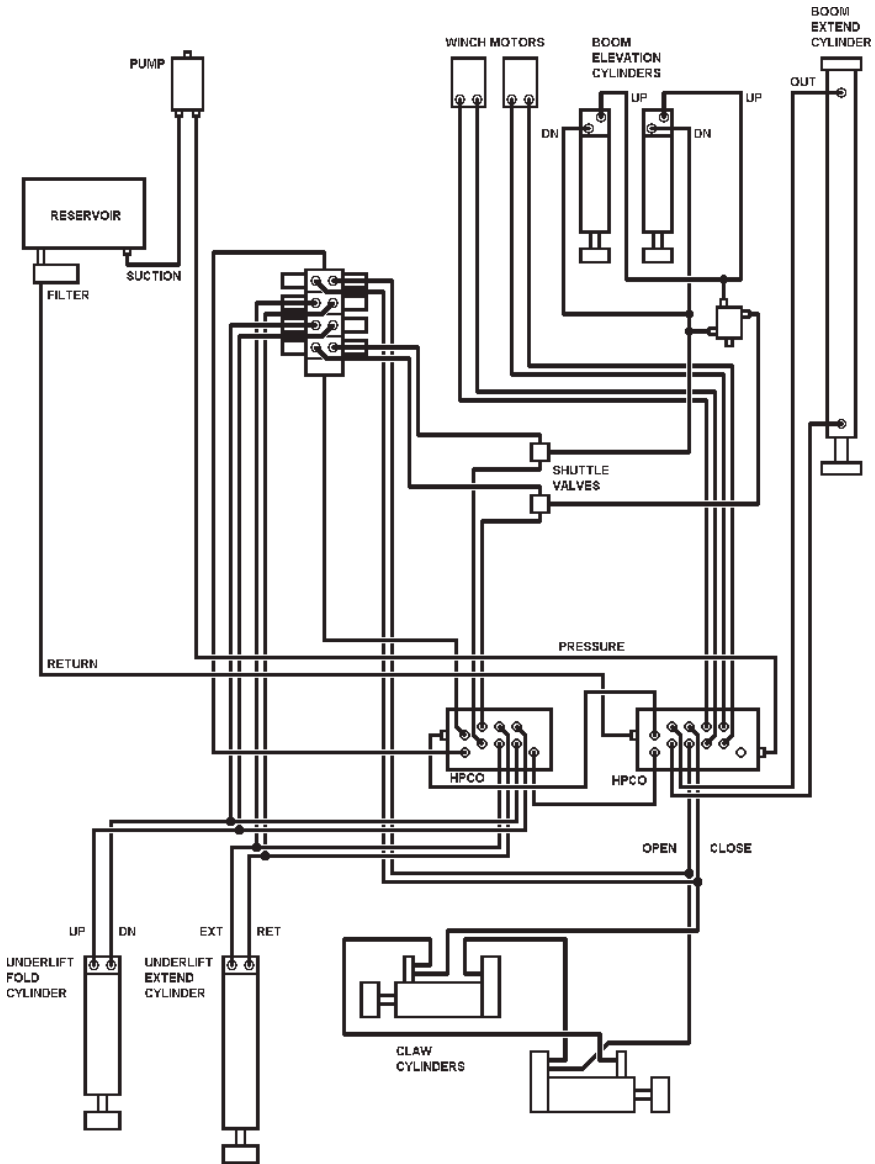 BOOM
EXTEND
CYLINDER
WINCH MOTORS
BOOM
ELEVATION
CYLINDERS
PUMP
OUT
UP
UP
DN
DN
RESERVOIR
SUCTION
FILTER
SHUTTLE
VALVES
PRESSURE
RETURN
HPCO
HPCO
OPEN
CLOSE
UP
DN
EXT
RET
UNDERLIFT
FOLD
CYLINDER
UNDERLIFT
EXTEND
CYLINDER
CLAW
CYLINDERS